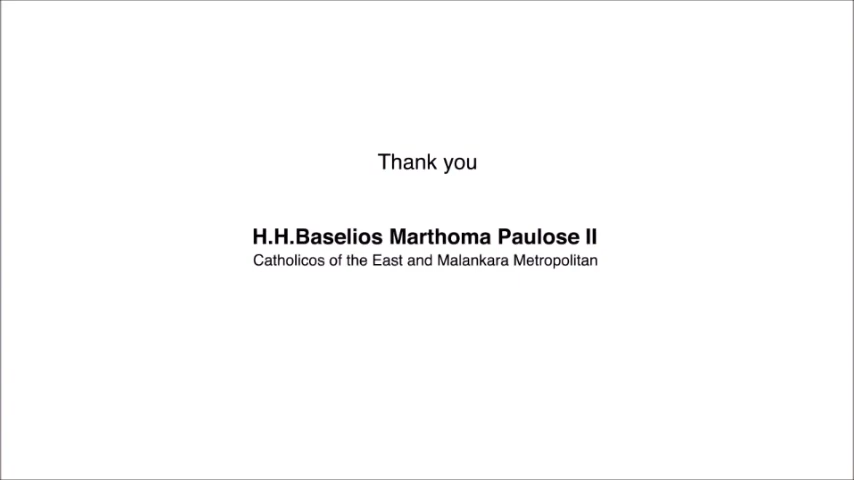 Thank you
H.H.Baselios Marthoma Paulose II
Catholicos of the East and Malankara Metropolitan